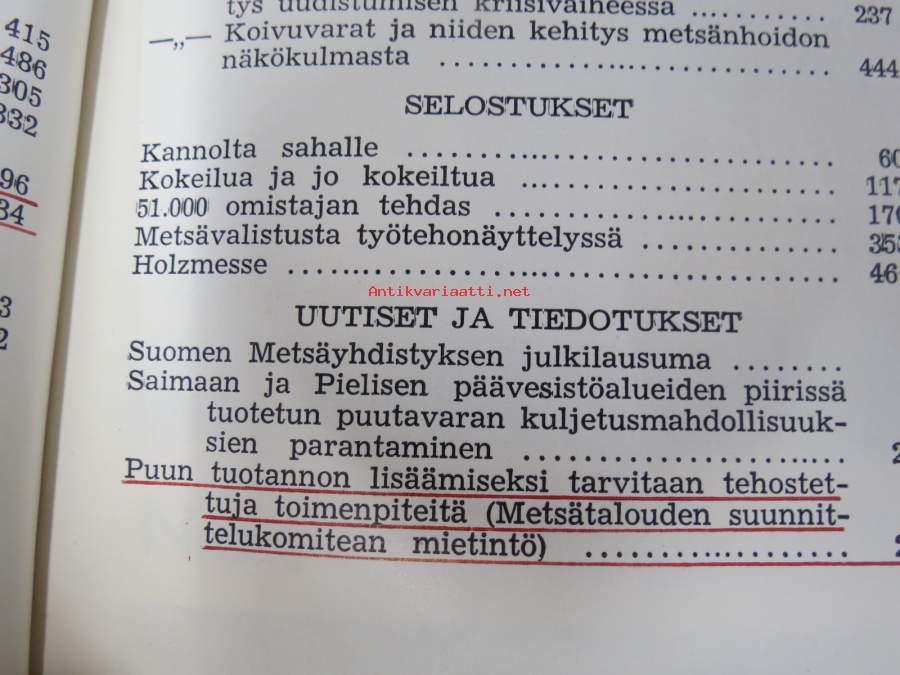 415
486
305
332
96
34
3
2
tys uudistumisen kriisivaiheessa .......... 237
—„— Koivuvarat ja niiden kehitys metsänhoidon
näkökulmasta .............................. 444
SELOSTUKSET
Kannolta sahalle ................................ 60
Kokeilua ja jo kokeiltua ....................... 117
51.000 omistajan tehdas .........................
Metsävalistusta työtehonäyttelyssä ..............
Holzmesse .......................................
Antikvariaatti.net
UUTISET JA TIEDOTUKSET
Suomen Metsäyhdistyksen julkilausuma ........
Saimaan ja Pielisen päävesistöalueiden piirissä
tuotetun puutavaran kuljetusmahdollisuuk-
sien parantaminen ........................
Puun tuotannon lisäämiseksi tarvitaan tehostet-
tuja toimenpiteitä (Metsätalouden suunnit-
telukomitean mietintö) ....................